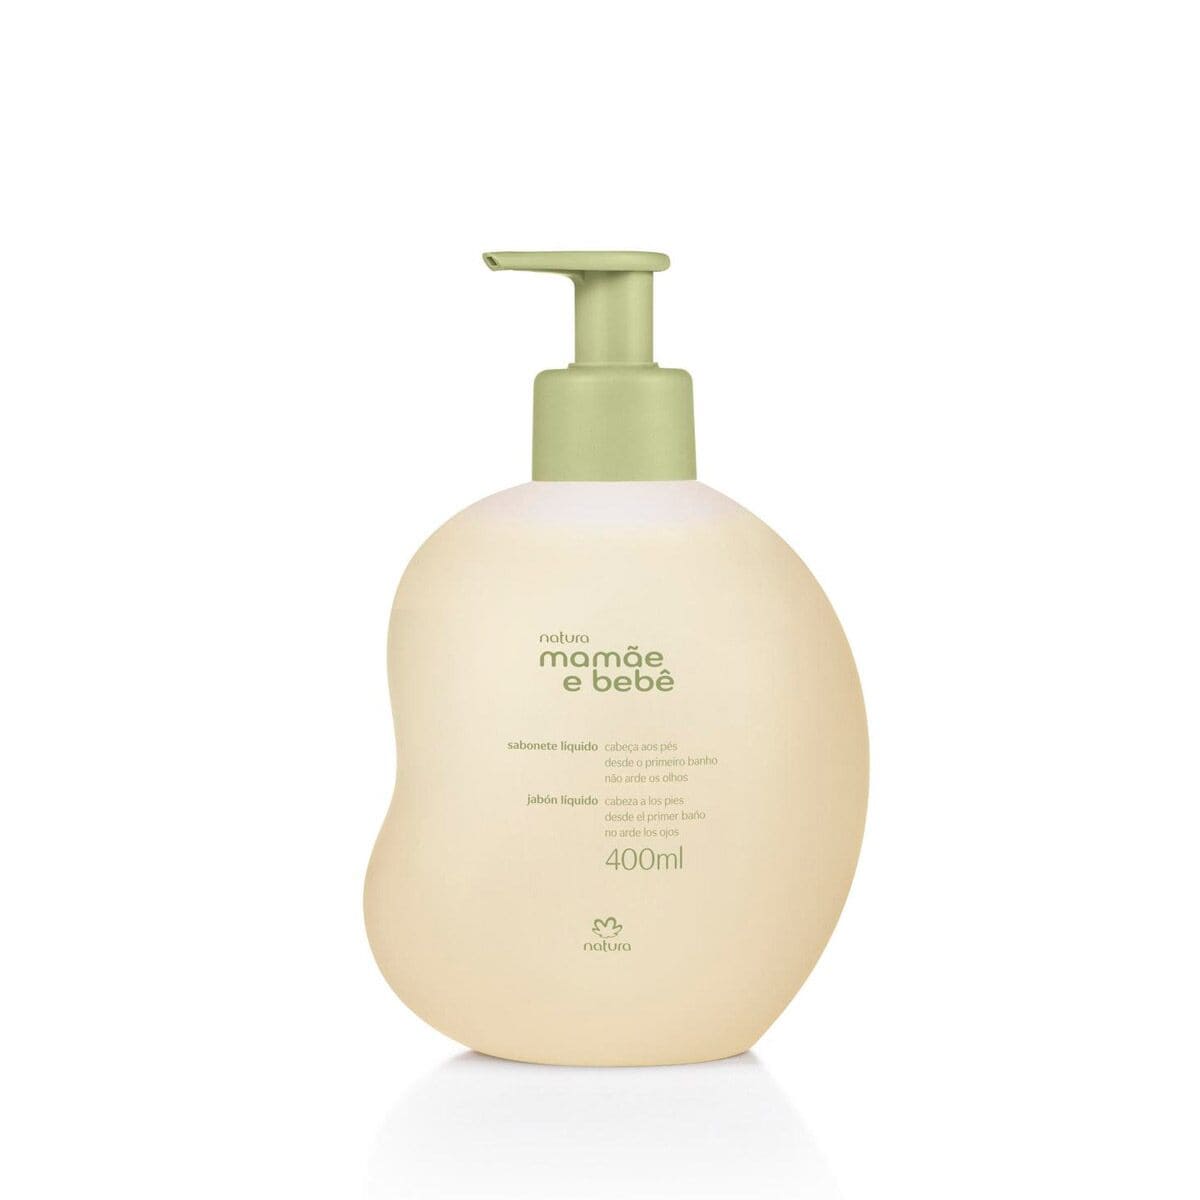 natura
mamãe
e bebê
sabonete líquido cabeça aos pés
desde o primeiro banho
não arde os olhos
jabón líquido cabeza a los pies
desde el primer baño
no arde los ojos
400ml
natura